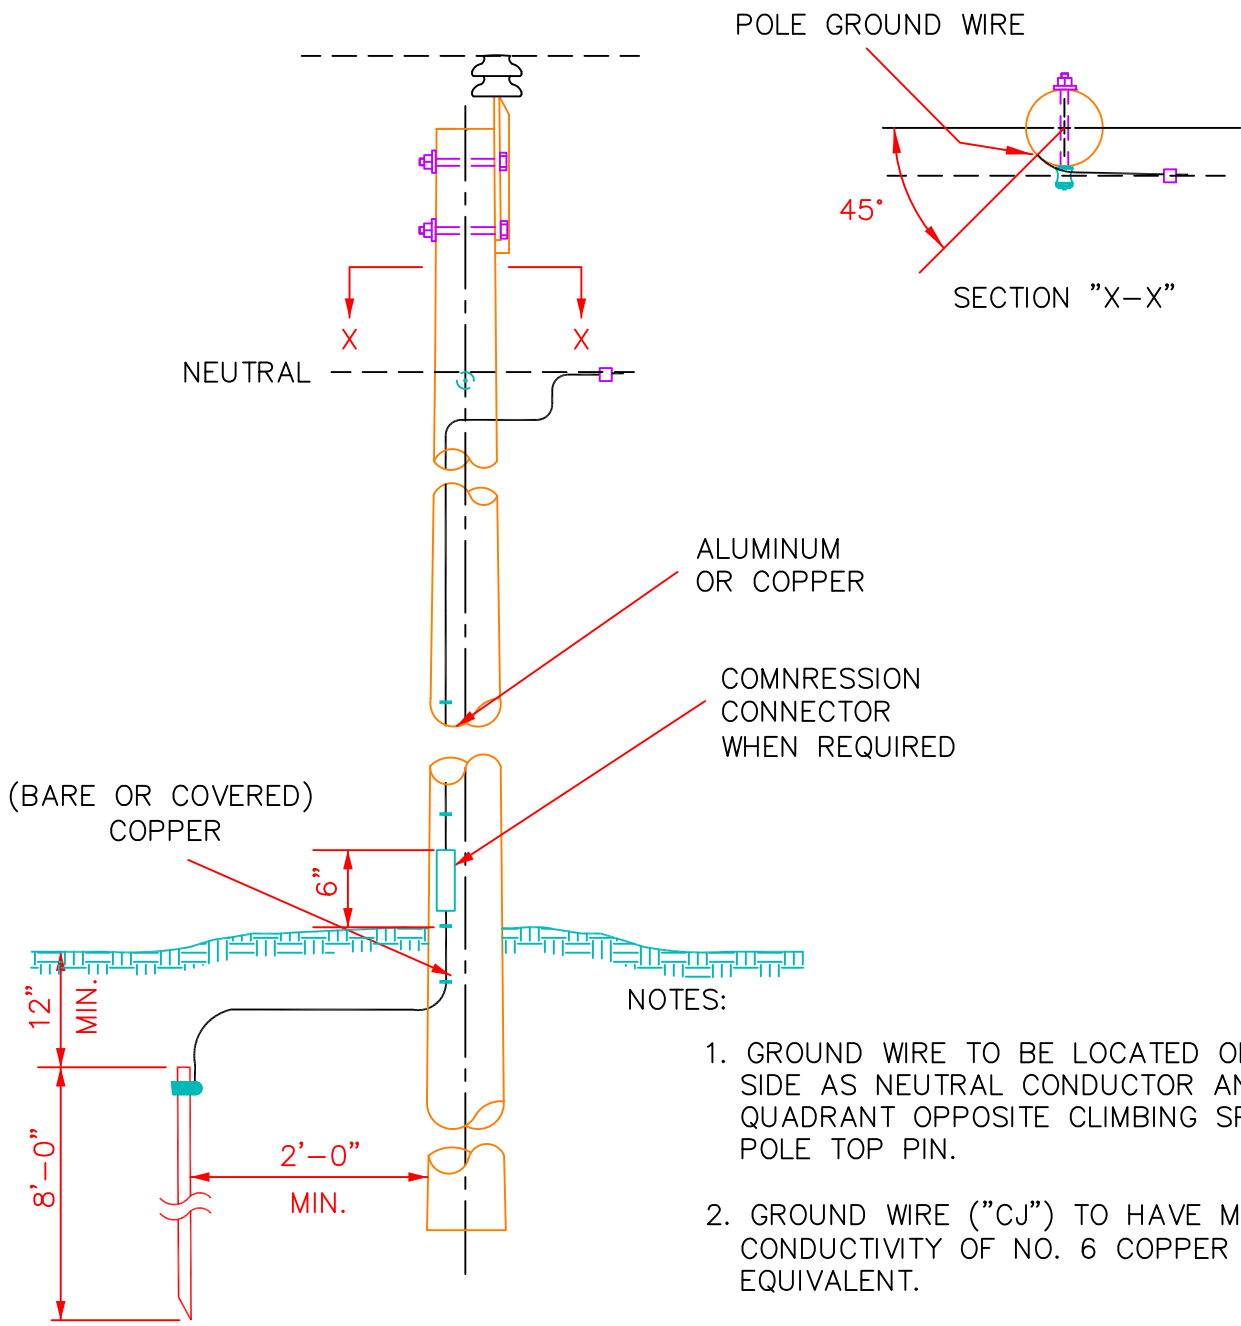 POLE GROUND WIRE
45°
SECTION "X-X"
X
X
NEUTRAL
ALUMINUM
OR COPPER
COMNRESSION
CONNECTOR
WHEN REQUIRED
(BARE OR COVERED)
COPPER
6"
12"
MIN.
8'-0"
2'-0"
MIN.
NOTES:
1. GROUND WIRE TO BE LOCATED
SIDE AS NEUTRAL CONDUCTOR
QUADRANT OPPOSITE CLIMBING
POLE TOP PIN.
2. GROUND WIRE ("CJ") TO HAVE
CONDUCTIVITY OF NO. 6 COPPER
EQUIVALENT.